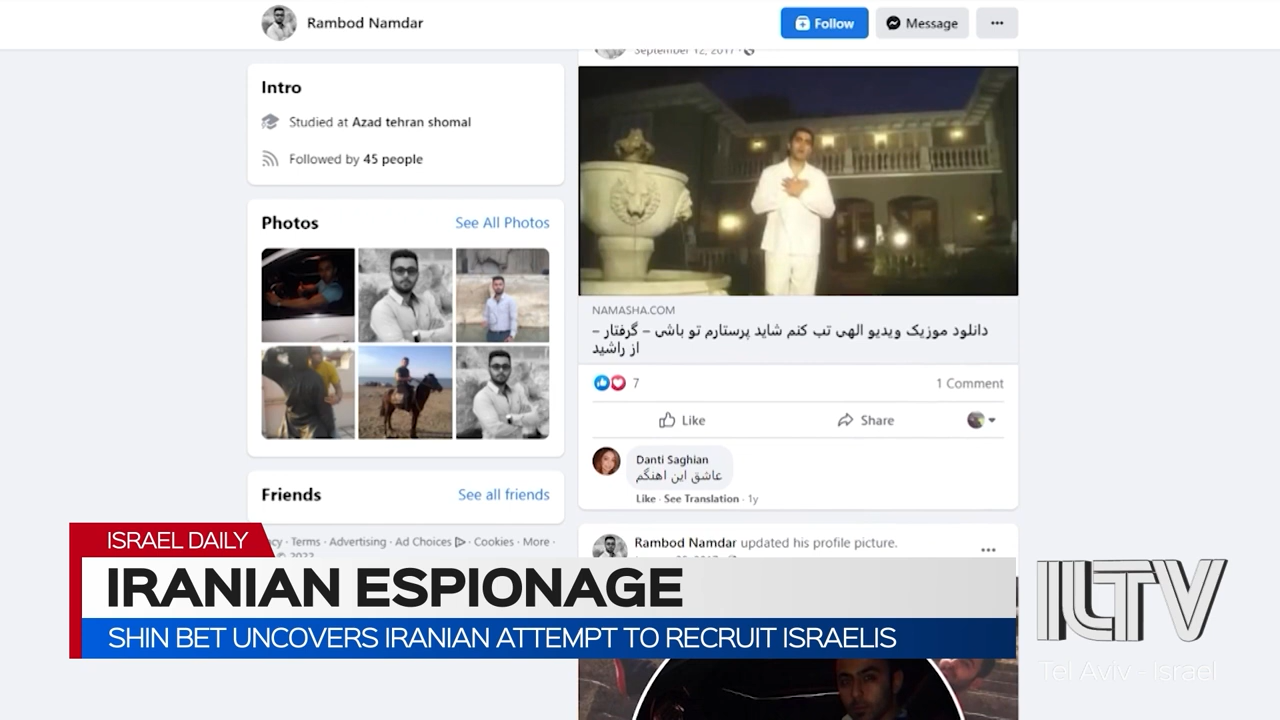 Rambod Namdar
Follow
Message
Intro
Studied at Azad tehran shomal
Followed by 45 people
Photos
See All Photos
Friends
See all friends
· Terms · Advertising · Ad Choices · Cookies · More ·
© 2022
September 12, 2017 ·
NAMASHA.COM
دانلود موزیک ویدیو الهی تب کنم شاید پرستارم تو باشی – گرفتار –
از راشید
7
1 Comment
Like
Share
Danti Saghian
عاشق این اهنگم
Like · See Translation · 1y
Rambod Namdar updated his profile picture.
ISRAEL DAILY
IRANIAN ESPIONAGE
SHIN BET UNCOVERS IRANIAN ATTEMPT TO RECRUIT ISRAELIS
ILTV
Tel Aviv - Israel